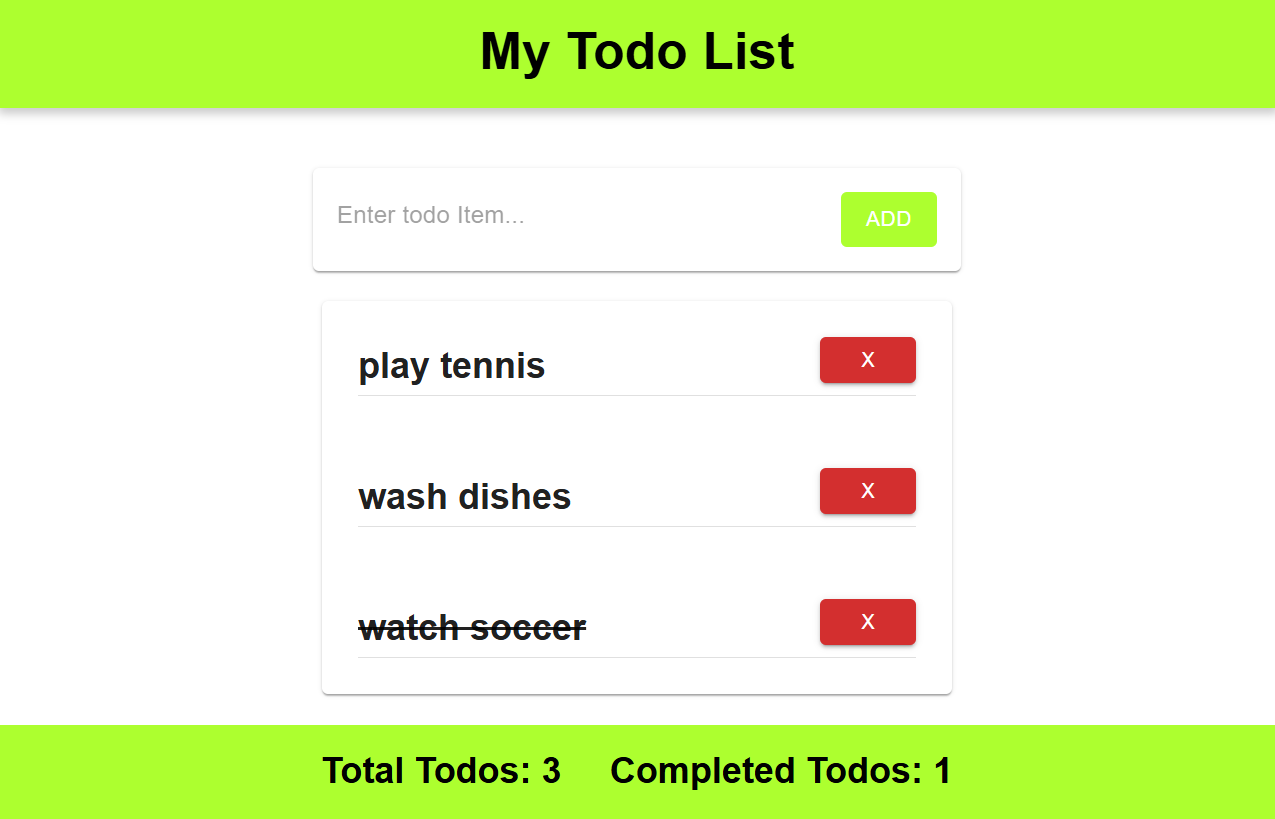 My Todo List
Enter todo Item...
ADD
play tennis
X
wash dishes
X
watch soccer
X
Total Todos: 3 Completed Todos: 1